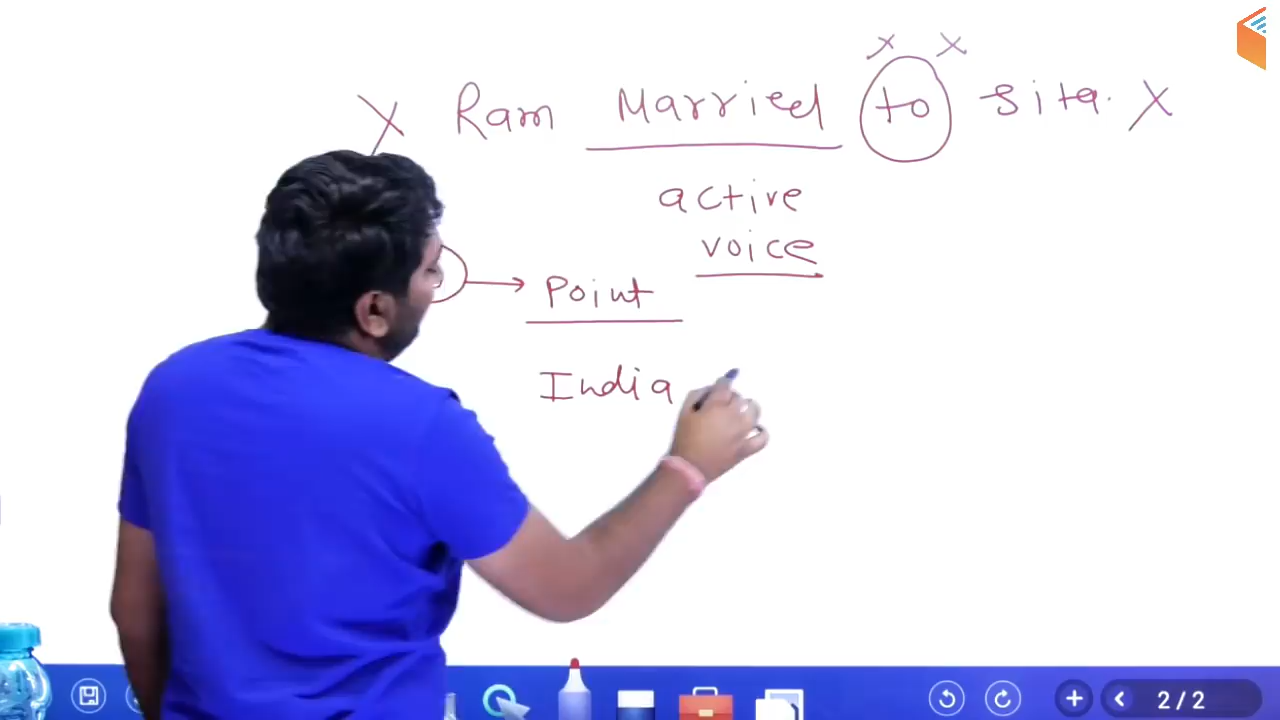 x x
X Ram Married to Sita. X
active
voice
Point
India
2 / 2